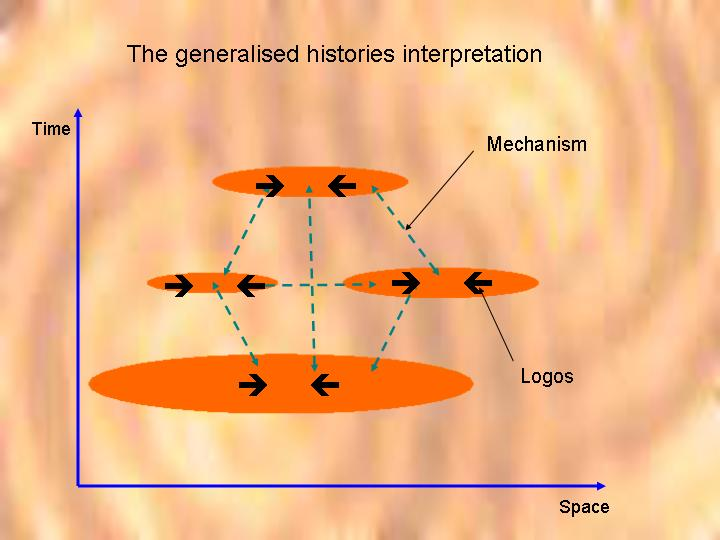 The generalised histories interpretation
Time
Mechanism
Logos
Space